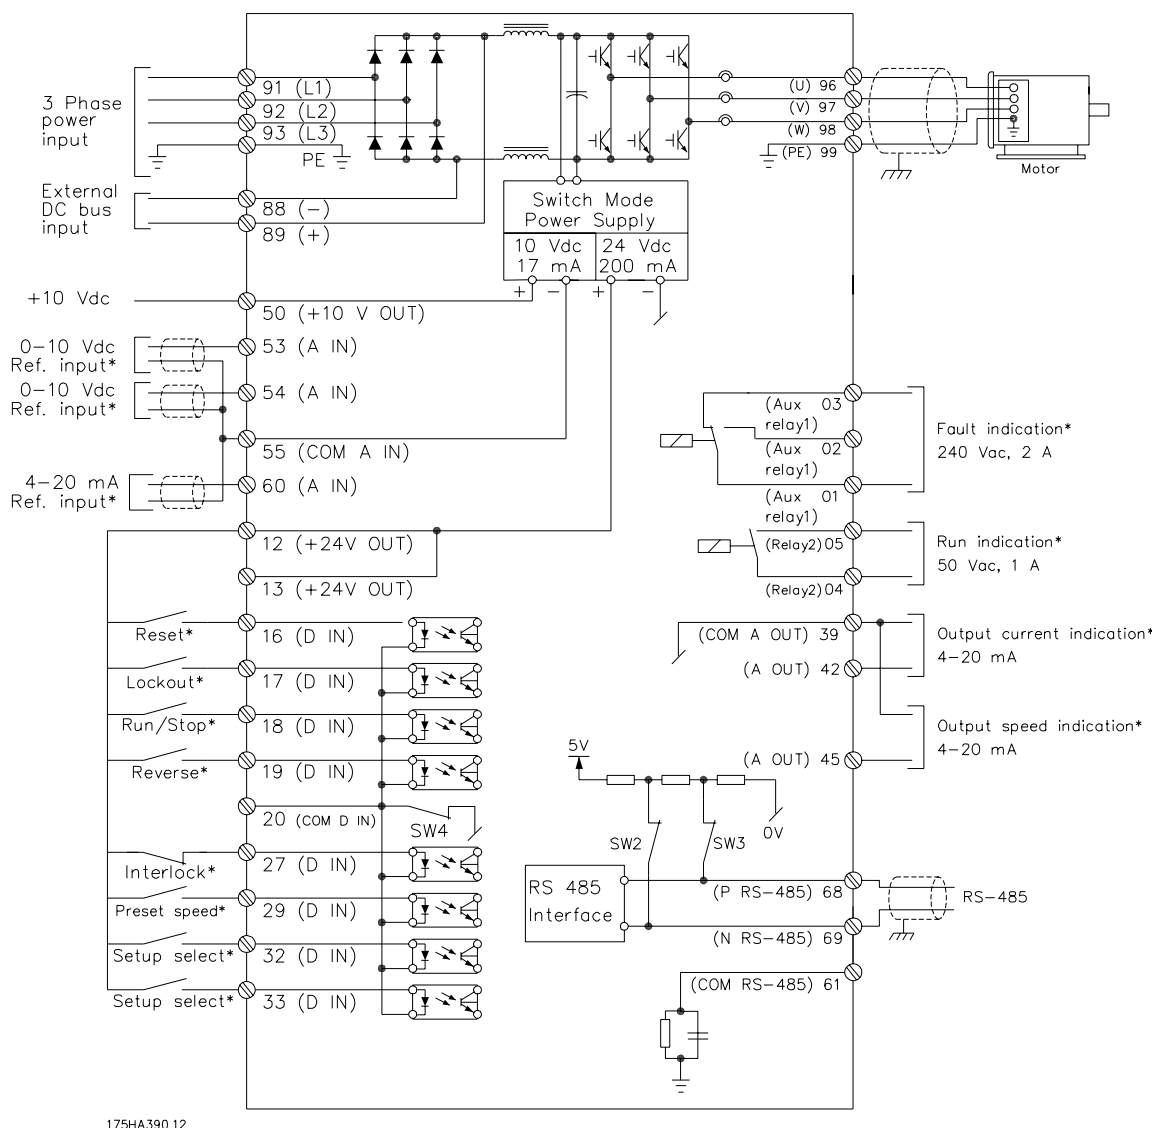 3 Phase
power
input
91 (L1)
92 (L2)
93 (L3)
PE
External
DC bus
input
88 (−)
89 (+)
Switch Mode
Power Supply
10 Vdc
17 mA
24 Vdc
200 mA
+ − + −
(U) 96
(V) 97
(W) 98
(PE) 99
Motor
+10 Vdc
50 (+10 V OUT)
0−10 Vdc
Ref. input*
53 (A IN)
0−10 Vdc
Ref. input*
54 (A IN)
55 (COM A IN)
4−20 mA
Ref. input*
60 (A IN)
12 (+24V OUT)
13 (+24V OUT)
Reset*
16 (D IN)
Lockout*
17 (D IN)
Run/Stop*
18 (D IN)
Reverse*
19 (D IN)
20 (COM D IN)
SW4
Interlock*
27 (D IN)
Preset speed*
29 (D IN)
Setup select*
32 (D IN)
Setup select*
33 (D IN)
(Aux 03
relay1)
(Aux 02
relay1)
(Aux 01
relay1)
Fault indication*
240 Vac, 2 A
(Relay2) 05
(Relay2) 04
Run indication*
50 Vac, 1 A
(COM A OUT) 39
(A OUT) 42
Output current indication*
4−20 mA
(A OUT) 45
Output speed indication*
4−20 mA
5V
0V
SW2
SW3
RS 485
Interface
(P RS−485) 68
(N RS−485) 69
RS−485
(COM RS−485) 61
175HA390.12